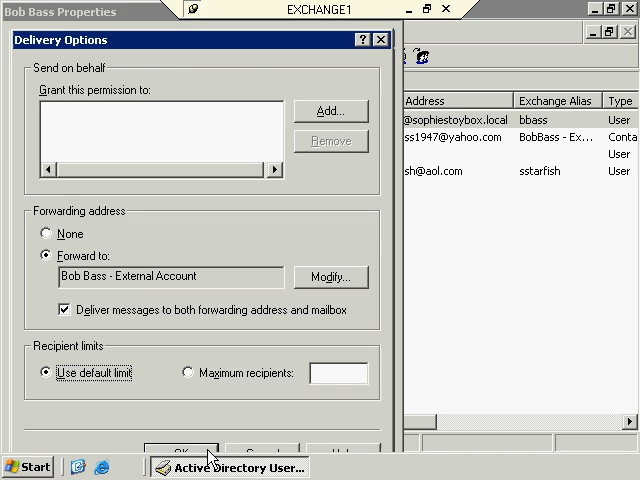 Bob Bass Properties
EXCHANGE1
Delivery Options
Send on behalf
Grant this permission to:
Add...
Remove
Address
Exchange Alias
Type
@sophiestoybox.local
bbass
User
ss1947@yahoo.com
BobBass - Ex...
Conta
User
sh@aol.com
sstarfish
User
Forwarding address
None
Forward to:
Bob Bass - External Account
Modify...
Deliver messages to both forwarding address and mailbox
Recipient limits
Use default limit
Maximum recipients:
Start
Active Directory User...